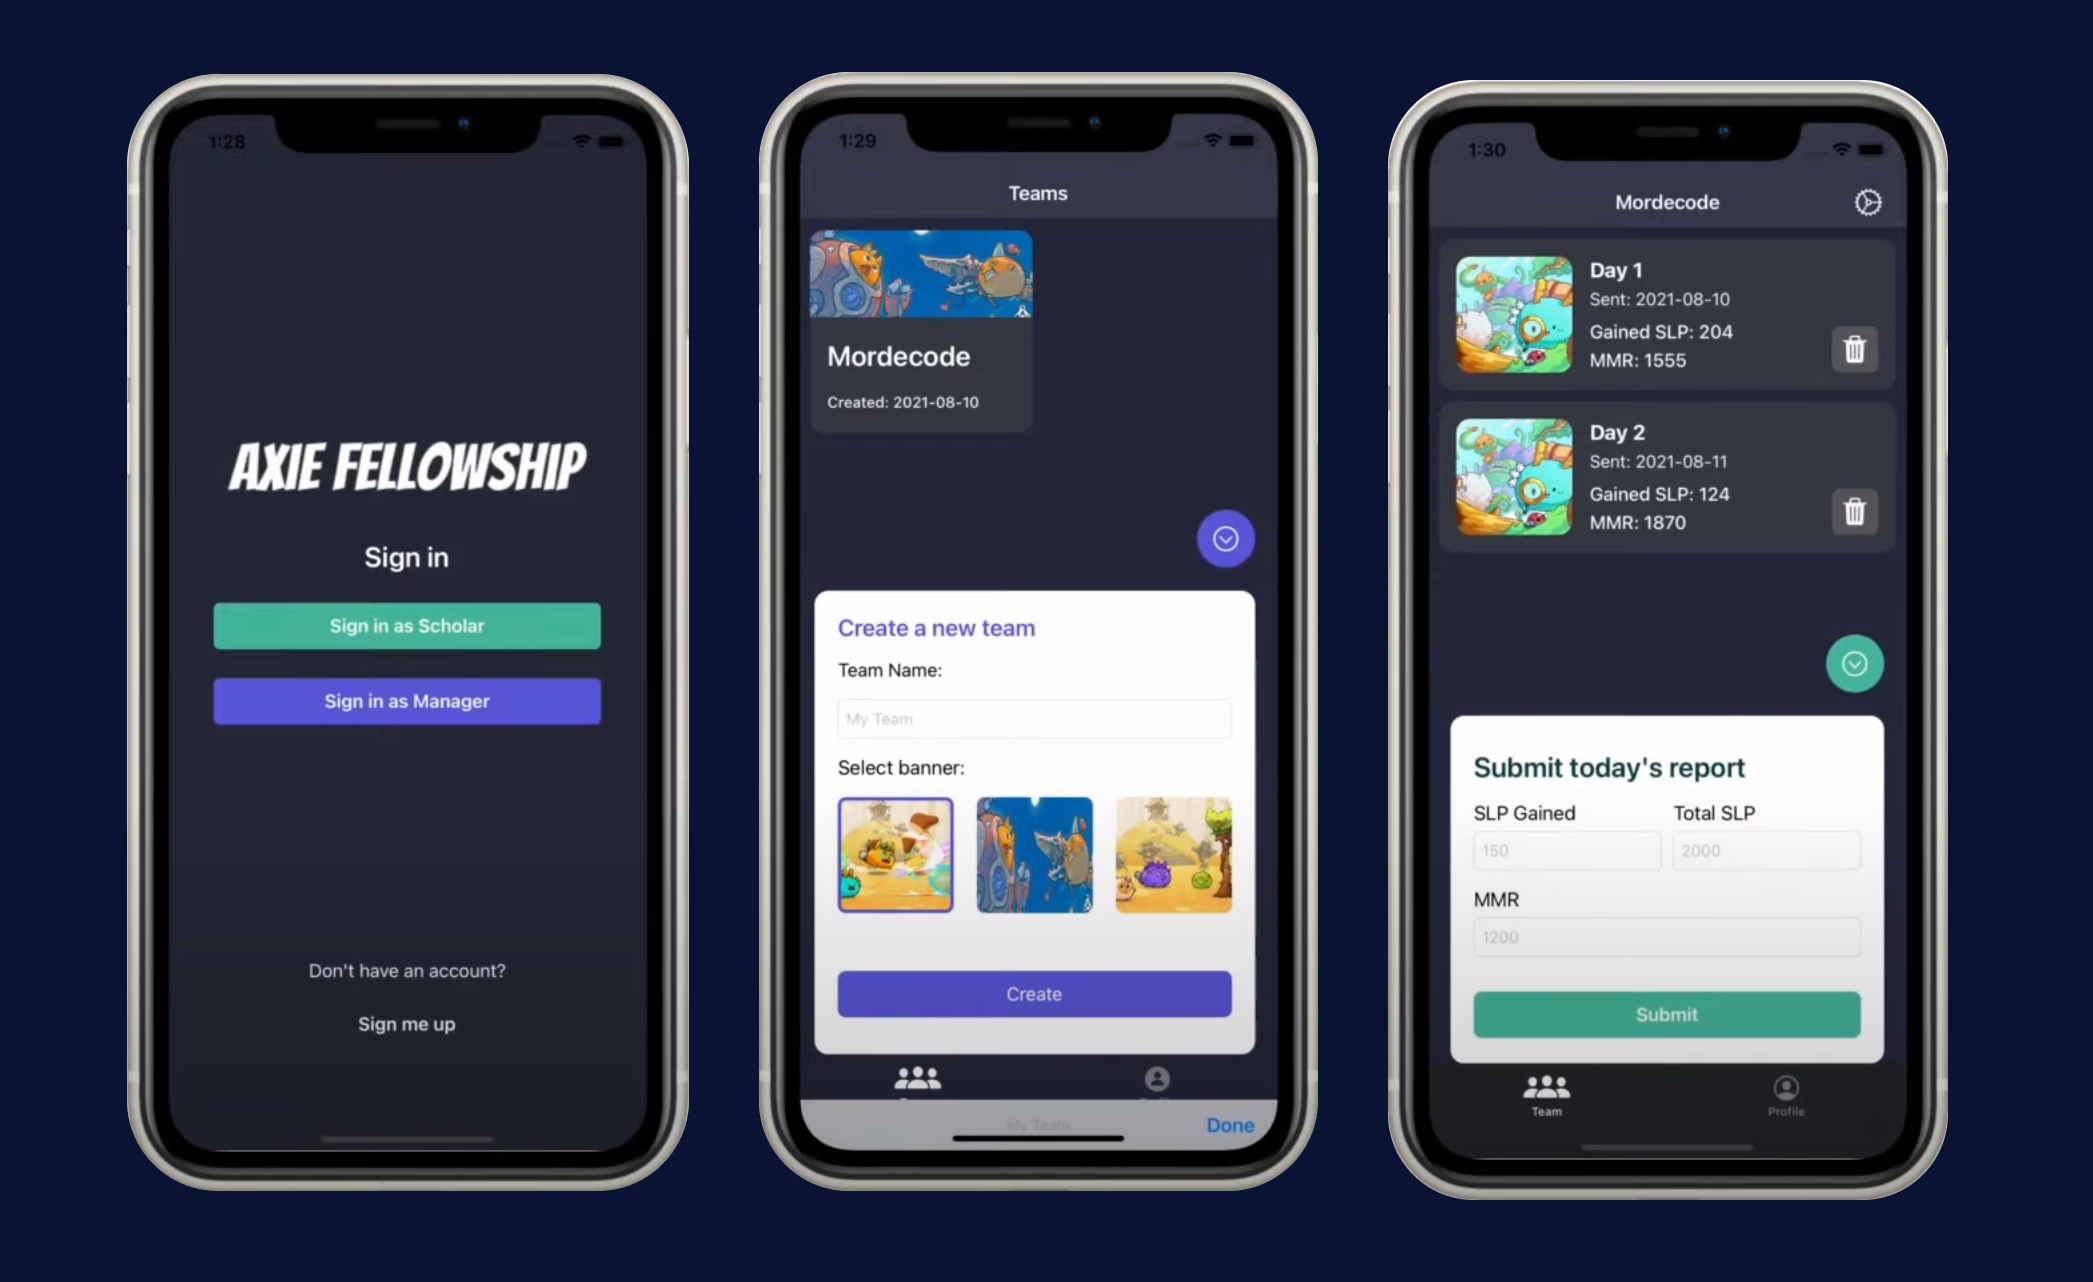 1:28
AXIE FELLOWSHIP
Sign in
Sign in as Scholar
Sign in as Manager
Don't have an account?
Sign me up
1:29
Teams
Mordecode
Created: 2021-08-10
Create a new team
Team Name:
My Team
Select banner:
Create
My Team
Done
1:30
Mordecode
Day 1
Sent: 2021-08-10
Gained SLP: 204
MMR: 1555
Day 2
Sent: 2021-08-11
Gained SLP: 124
MMR: 1870
Submit today's report
SLP Gained
Total SLP
150
2000
MMR
1200
Submit
Team
Profile